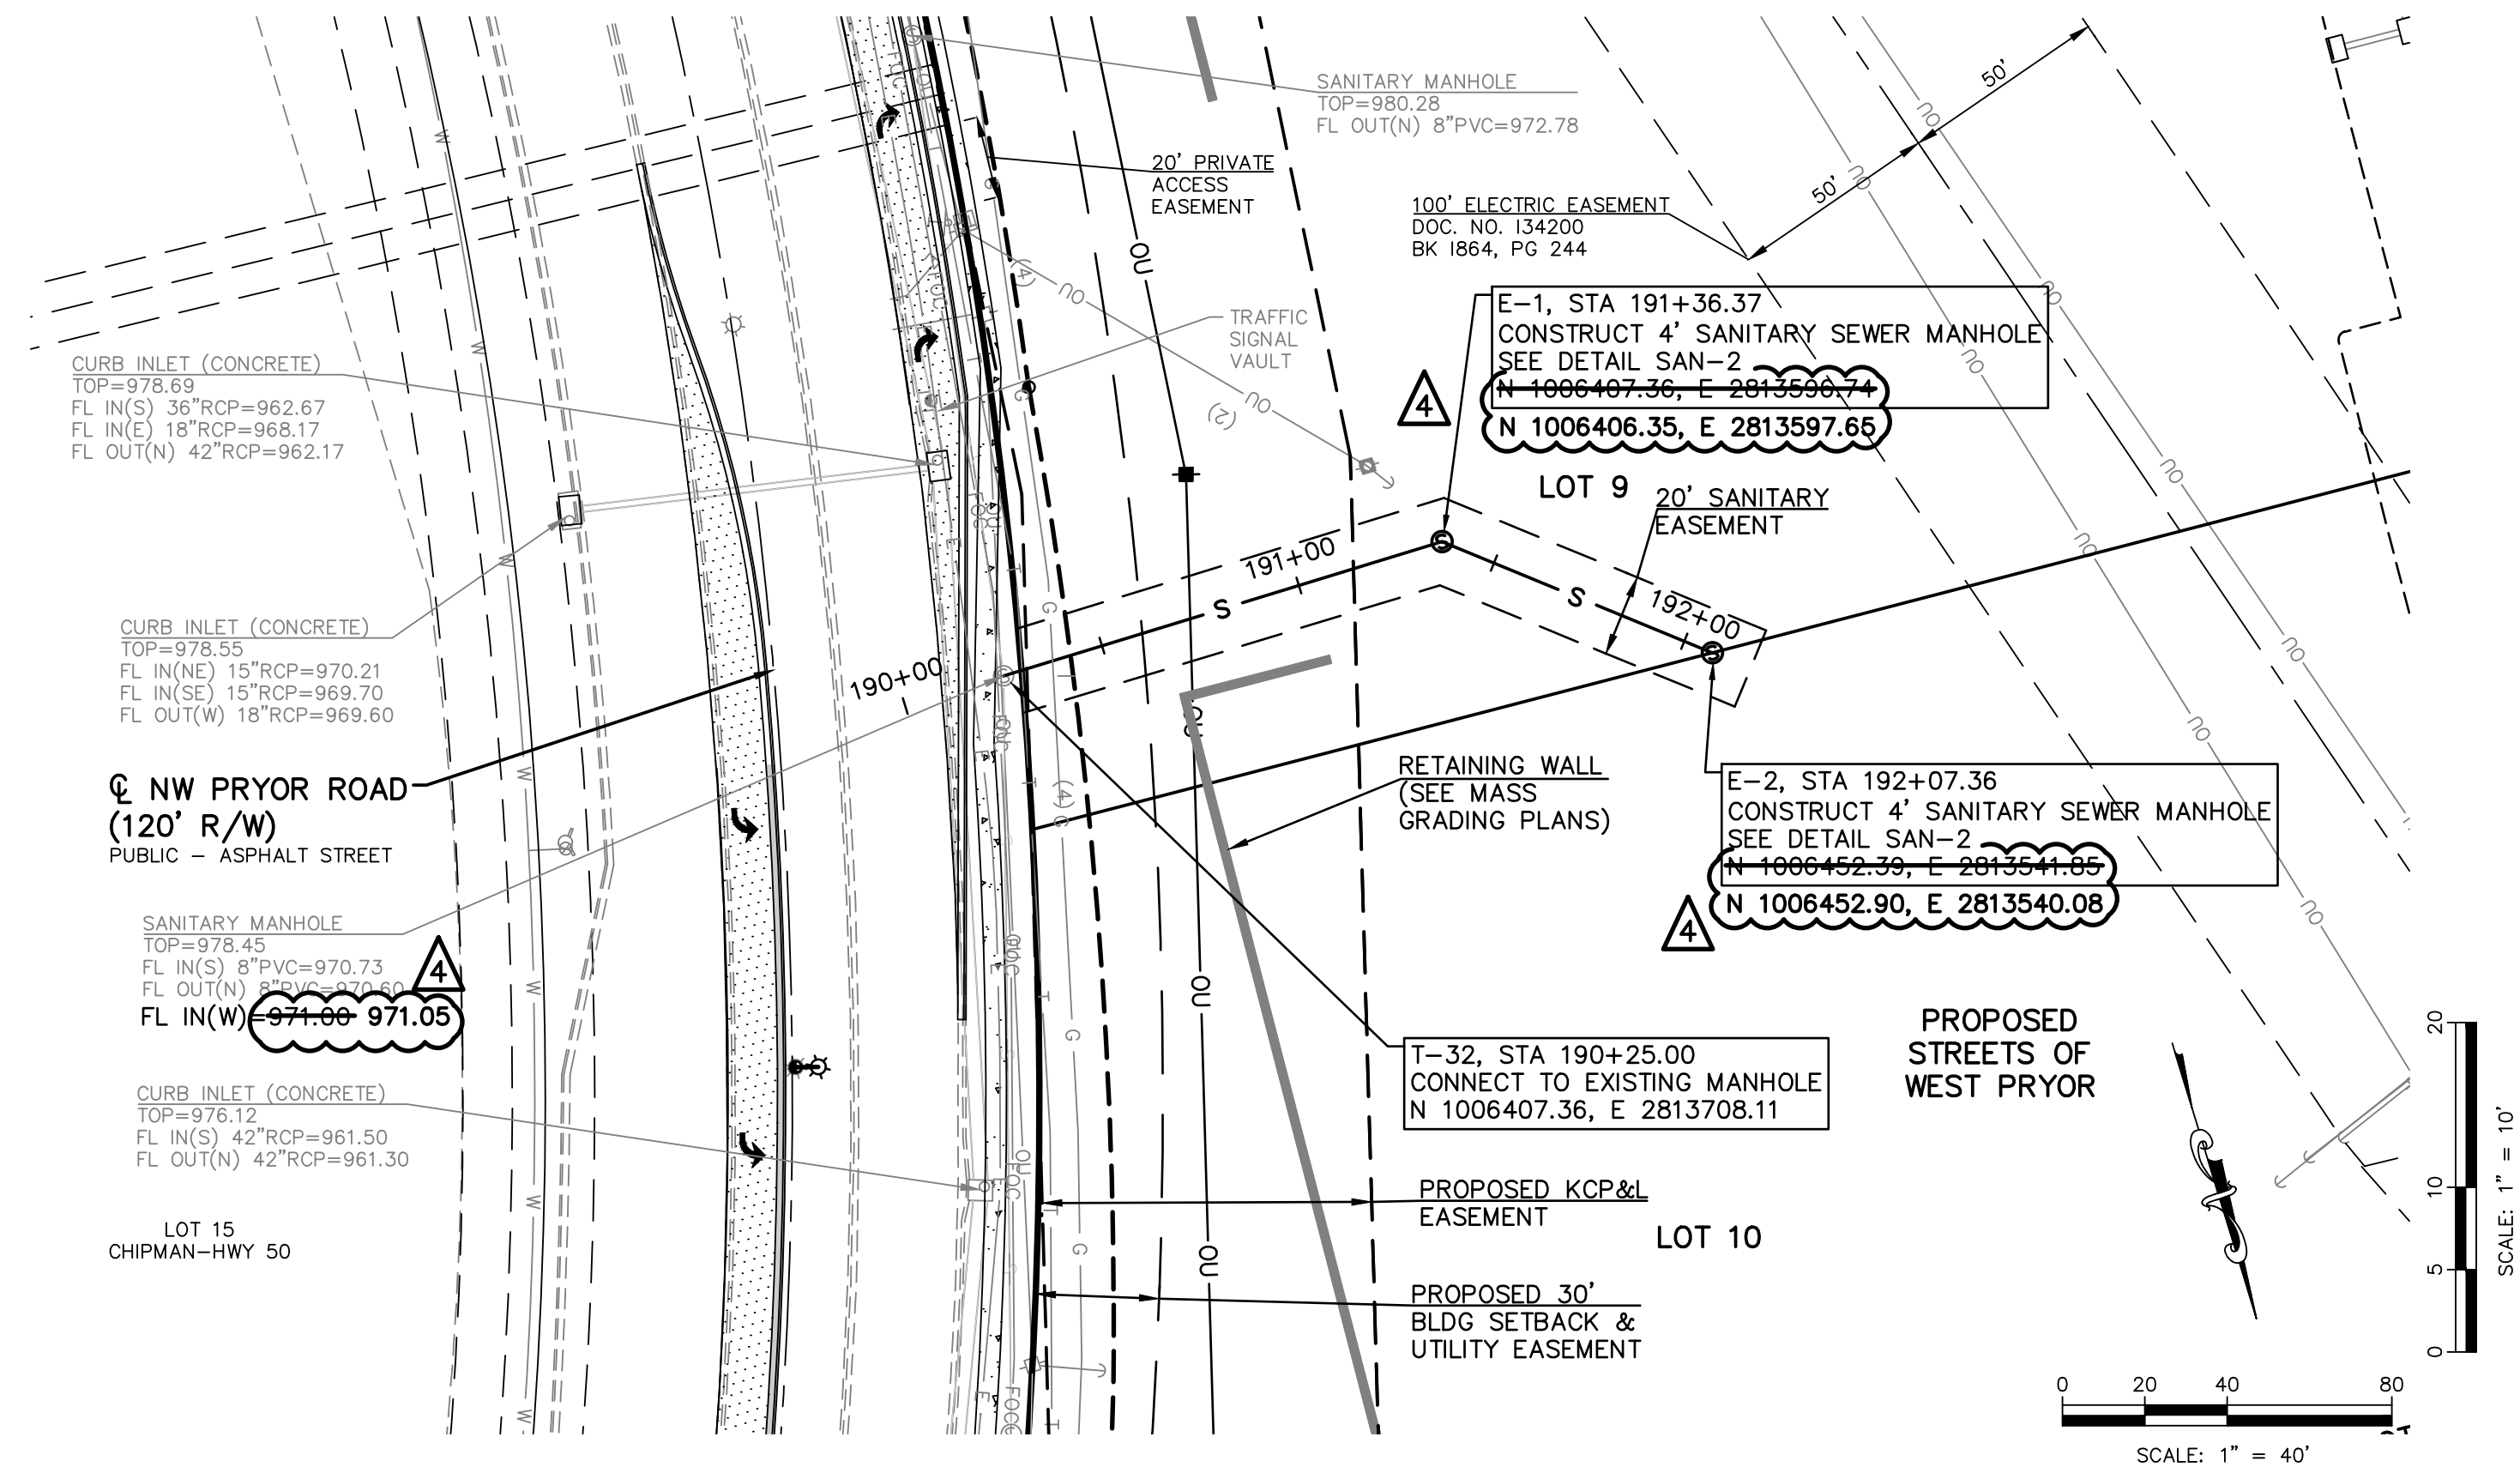 SANITARY MANHOLE
TOP=980.28
FL OUT(N) 8"PVC=972.78
20' PRIVATE
ACCESS
EASEMENT
50'
50'
100' ELECTRIC EASEMENT
DOC. NO. I34200
BK I864, PG 244
TRAFFIC
SIGNAL
VAULT
E-1, STA 191+36.37
CONSTRUCT 4' SANITARY SEWER MANHOLE
SEE DETAIL SAN-2
N 1006407.36, E 2813596.74
N 1006406.35, E 2813597.65
4
LOT 9
20' SANITARY
EASEMENT
CURB INLET (CONCRETE)
TOP=978.69
FL IN(S) 36"RCP=962.67
FL IN(E) 18"RCP=968.17
FL OUT(N) 42"RCP=962.17
CURB INLET (CONCRETE)
TOP=978.55
FL IN(NE) 15"RCP=970.21
FL IN(SE) 15"RCP=969.70
FL OUT(W) 18"RCP=969.60
190+00
191+00
192+00
S
S
S
S
OU
OU
OU
OU
OU
(4)
(2)
(4)
G
G
G
W
W
W
W
W
W
W
℄ NW PRYOR ROAD
(120' R/W)
PUBLIC - ASPHALT STREET
RETAINING WALL
(SEE MASS
GRADING PLANS)
E-2, STA 192+07.36
CONSTRUCT 4' SANITARY SEWER MANHOLE
SEE DETAIL SAN-2
N 1006452.39, E 2813541.85
N 1006452.90, E 2813540.08
4
SANITARY MANHOLE
TOP=978.45
FL IN(S) 8"PVC=970.73
FL OUT(N) 8"PVC=970.60
FL IN(W)=971.00 971.05
4
CURB INLET (CONCRETE)
TOP=976.12
FL IN(S) 42"RCP=961.50
FL OUT(N) 42"RCP=961.30
LOT 15
CHIPMAN-HWY 50
T-32, STA 190+25.00
CONNECT TO EXISTING MANHOLE
N 1006407.36, E 2813708.11
PROPOSED
STREETS OF
WEST PRYOR
PROPOSED KCP&L
EASEMENT
LOT 10
PROPOSED 30'
BLDG SETBACK &
UTILITY EASEMENT
20
10
5
0
SCALE: 1" = 10'
0 20 40 80
SCALE: 1" = 40'